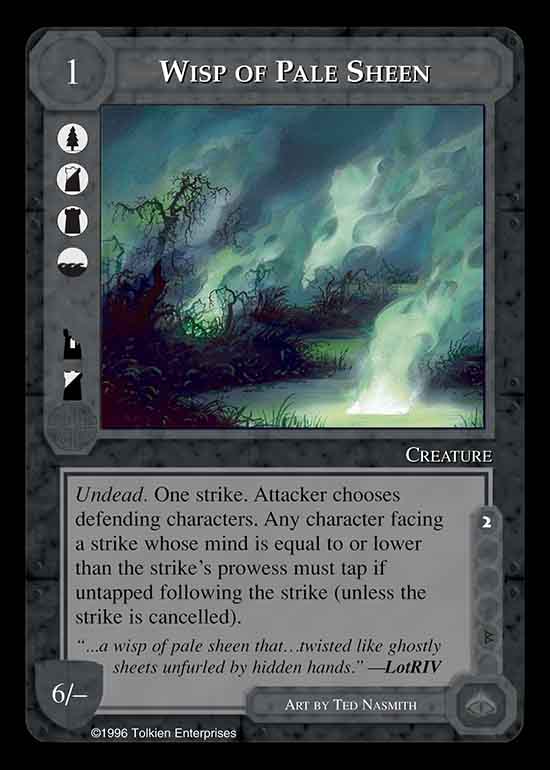 1
WISP OF PALE SHEEN
CREATURE
Undead. One strike. Attacker chooses
defending characters. Any character facing
a strike whose mind is equal to or lower
than the strike's prowess must tap if
untapped following the strike (unless the
strike is cancelled).
2
"...a wisp of pale sheen that…twisted like ghostly
sheets unfurled by hidden hands." —LotRIV
6/–
ART BY TED NASMITH
©1996 Tolkien Enterprises